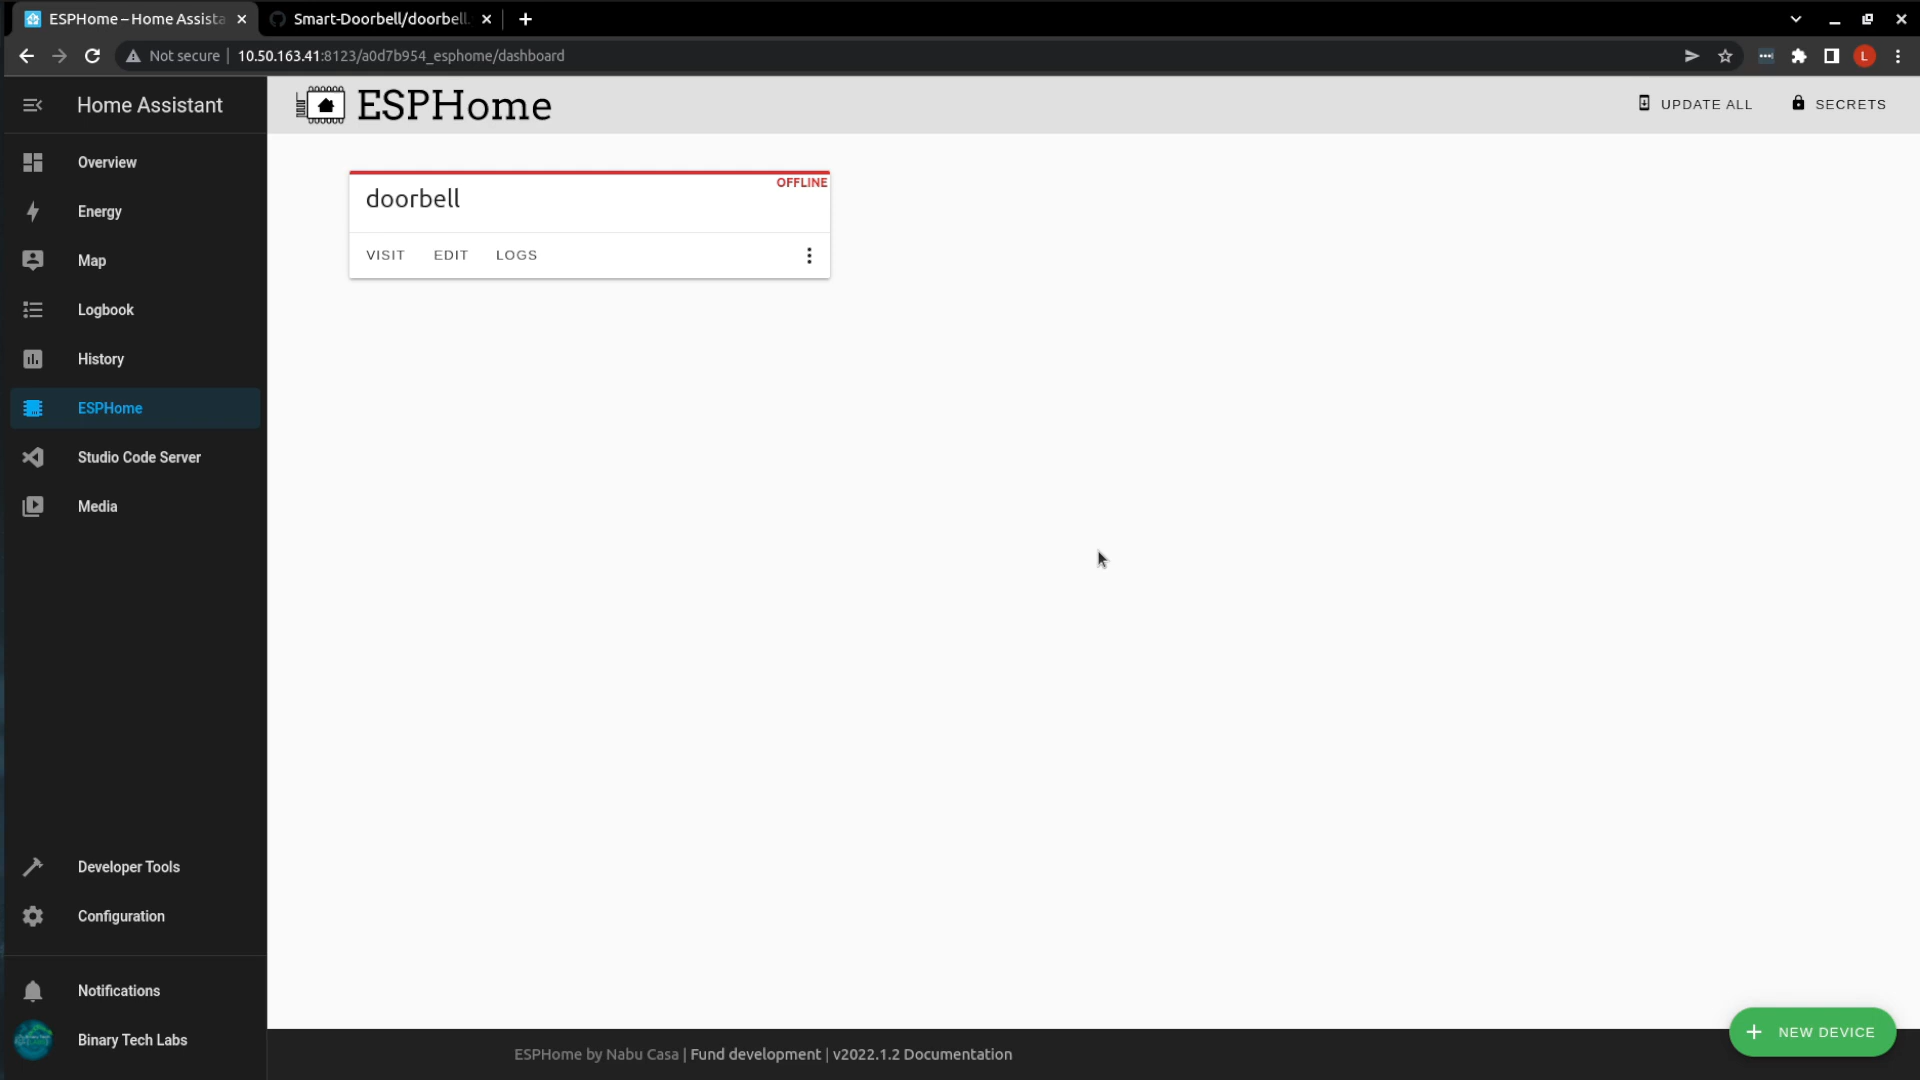 ESPHome – Home Assista
Smart-Doorbell/doorbell.
Not secure | 10.50.163.41:8123/a0d7b954_esphome/dashboard
L
Home Assistant
ESPHome
UPDATE ALL
SECRETS
Overview
Energy
Map
Logbook
History
ESPHome
Studio Code Server
Media
Developer Tools
Configuration
Notifications
Binary Tech Labs
OFFLINE
doorbell
VISIT EDIT LOGS
NEW DEVICE
ESPHome by Nabu Casa | Fund development | v2022.1.2 Documentation